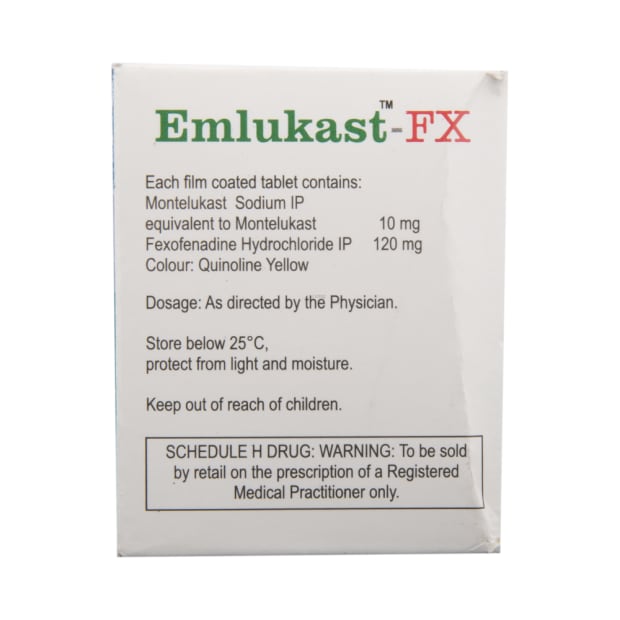 Emlukast™-FX
Each film coated tablet contains:
Montelukast Sodium IP
equivalent to Montelukast 10 mg
Fexofenadine Hydrochloride IP 120 mg
Colour: Quinoline Yellow
Dosage: As directed by the Physician.
Store below 25°C,
protect from light and moisture.
Keep out of reach of children.
SCHEDULE H DRUG: WARNING: To be sold
by retail on the prescription of a Registered
Medical Practitioner only.